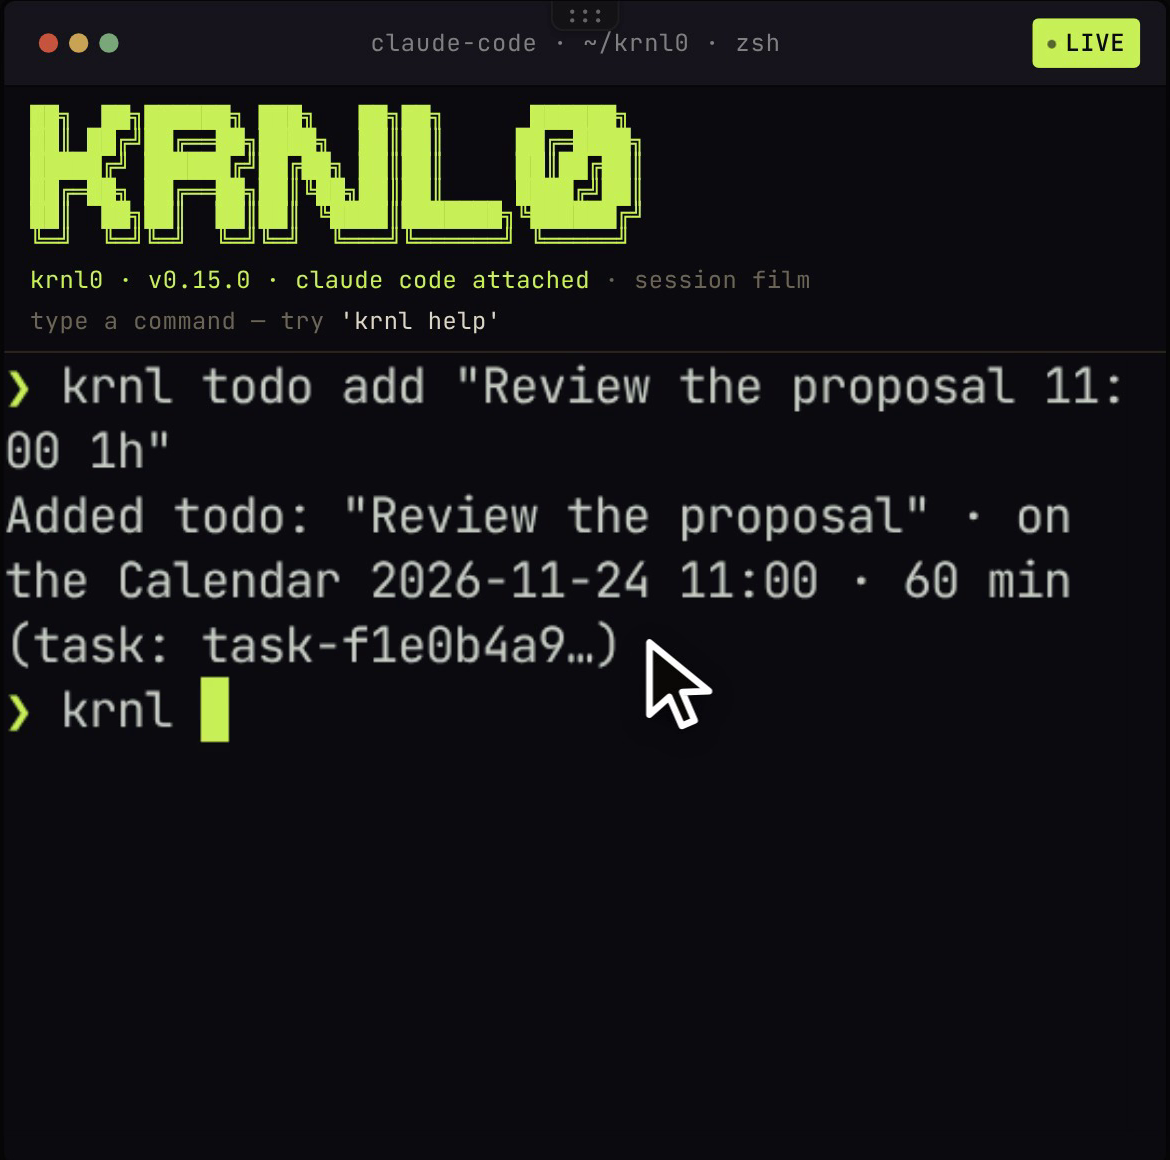 claude-code · ~/krnl0 · zsh
LIVE
KRNL0
krnl0 · v0.15.0 · claude code attached · session film
type a command — try 'krnl help'
❯ krnl todo add "Review the proposal 11:
00 1h"
Added todo: "Review the proposal" · on
the Calendar 2026-11-24 11:00 · 60 min
(task: task-f1e0b4a9…)
❯ krnl